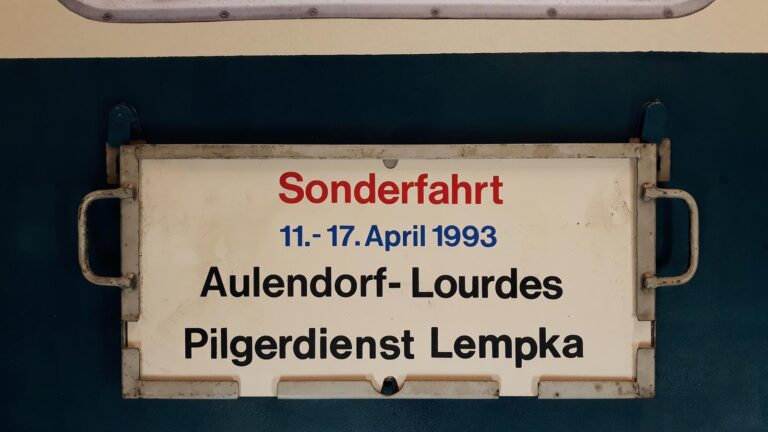 Sonderfahrt
11.- 17. April 1993
Aulendorf- Lourdes
Pilgerdienst Lempka